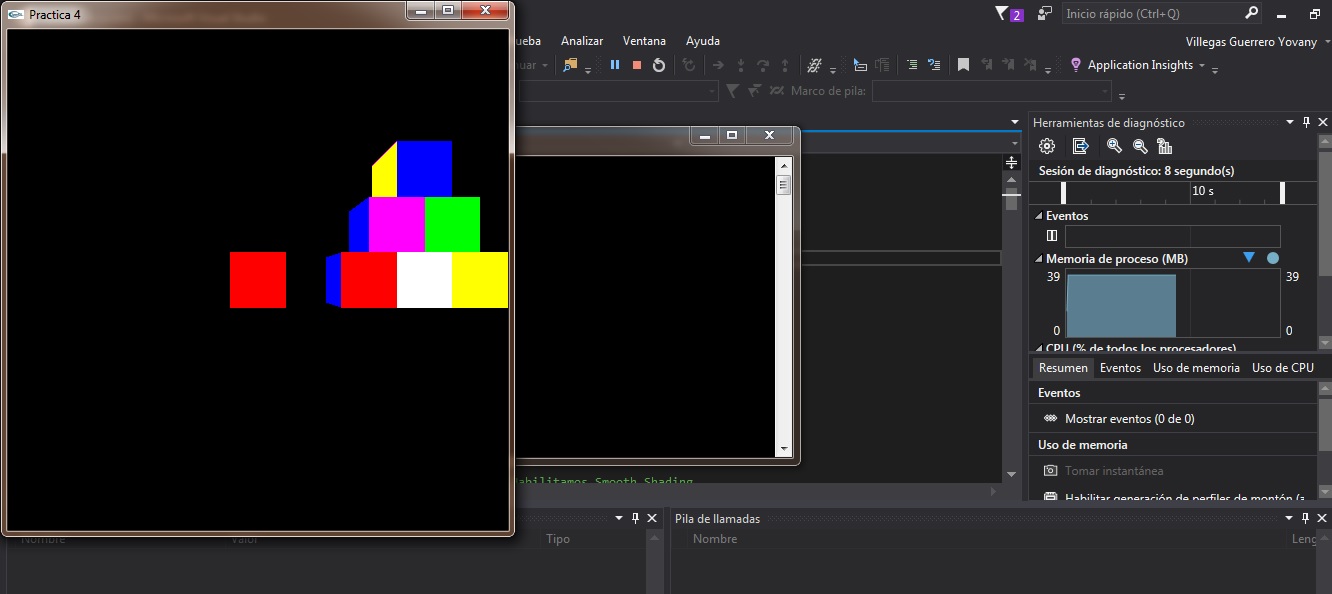 Practica 4
2
Inicio rápido (Ctrl+Q)
ueba Analizar Ventana Ayuda
Villegas Guerrero Yovany
nuar
Application Insights
Marco de pila:
Herramientas de diagnóstico
Sesión de diagnóstico: 8 segundo(s)
10 s
Eventos
Memoria de proceso (MB)
39 39
0 0
CPU (% de todos los procesadores)
Resumen Eventos Uso de memoria Uso de CPU
Eventos
Mostrar eventos (0 de 0)
Uso de memoria
Tomar instantánea
Habilitar generación de perfiles de montón (a
Habilitamos Smooth Shading
Pila de llamadas
Nombre Valor Tipo
Nombre Leng